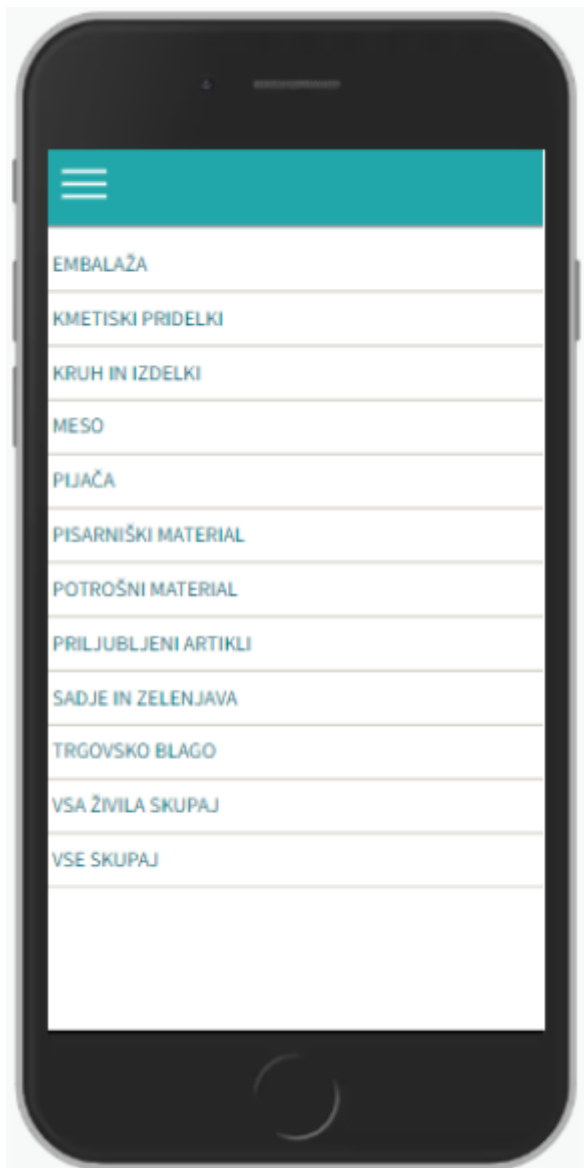 EMBALAŽA
KMETISKI PRIDELKI
KRUH IN IZDELKI
MESO
PIJAČA
PISARNIŠKI MATERIAL
POTROŠNI MATERIAL
PRILJUBLJENI ARTIKLI
SADJE IN ZELENJAVA
TRGOVSKO BLAGO
VSA ŽIVILA SKUPAJ
VSE SKUPAJ